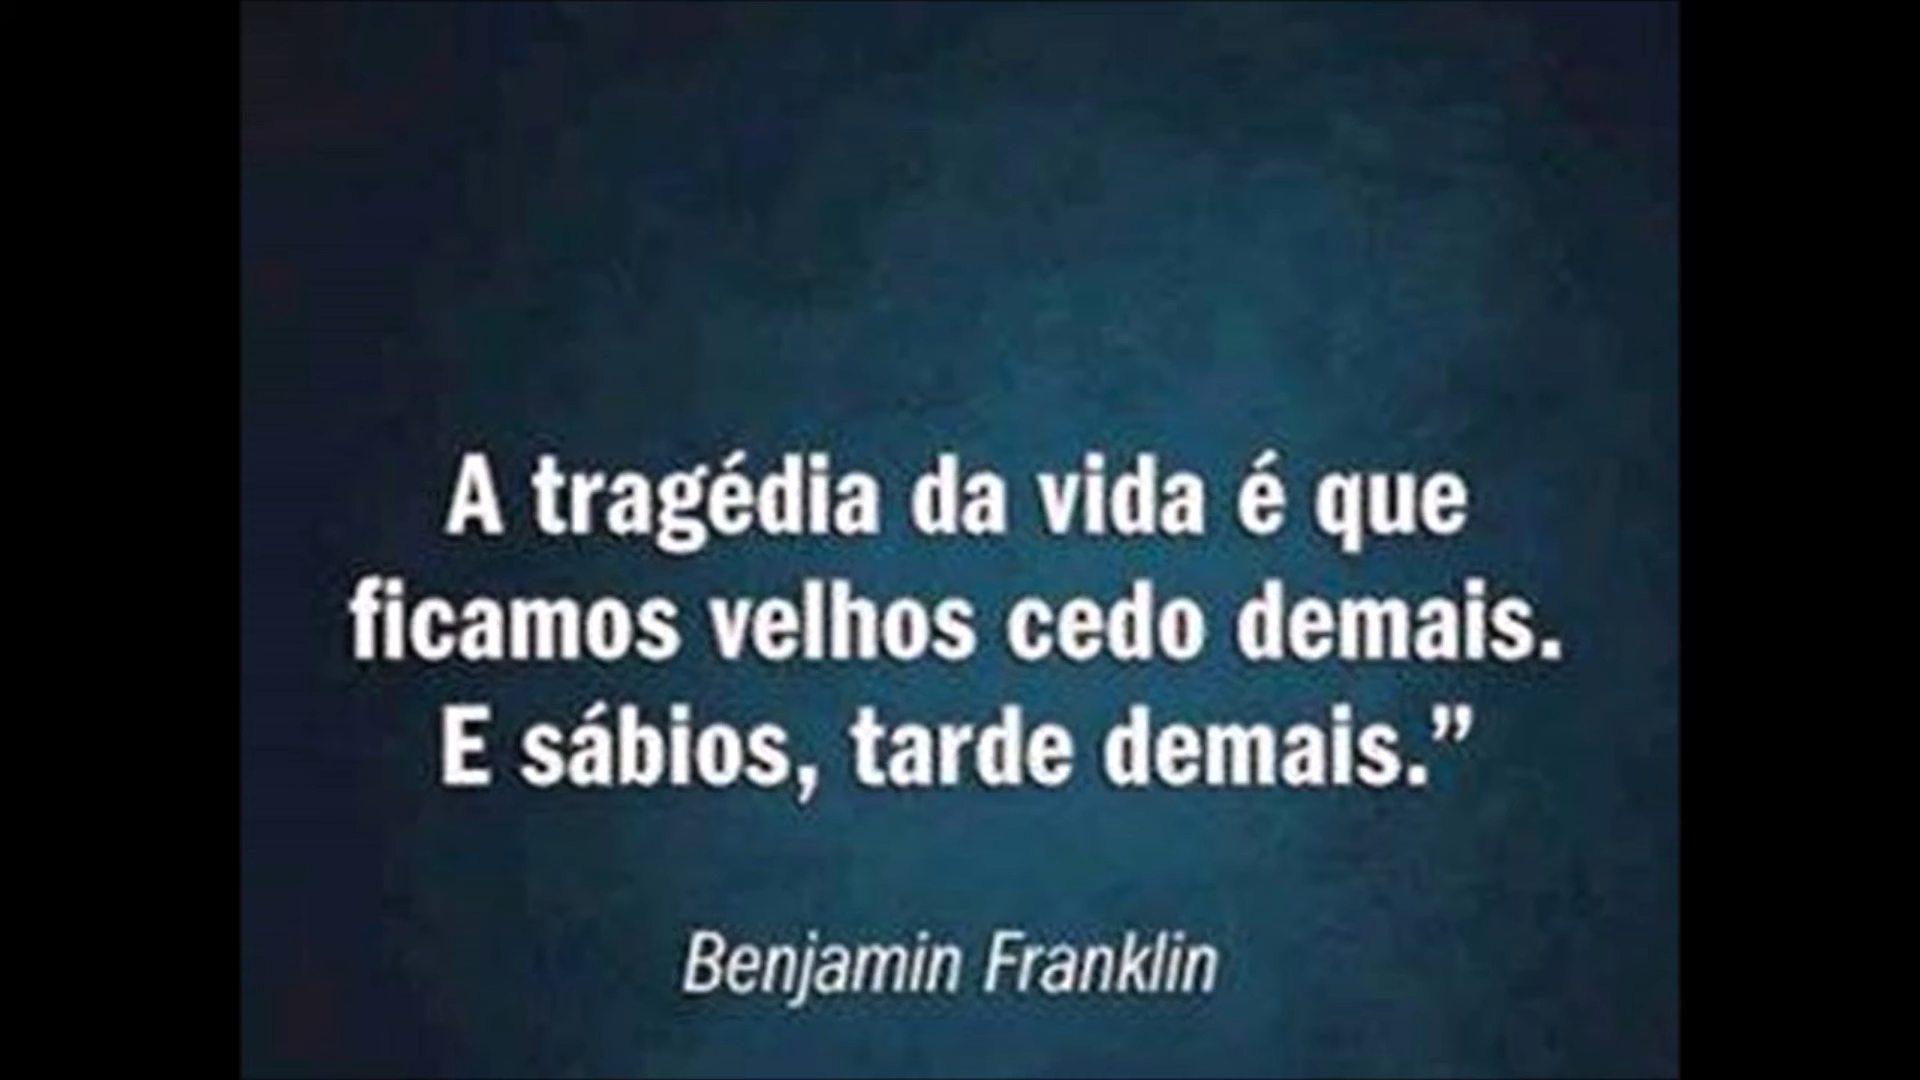 A tragédia da vida é que
ficamos velhos cedo demais.
E sábios, tarde demais.”
Benjamin Franklin